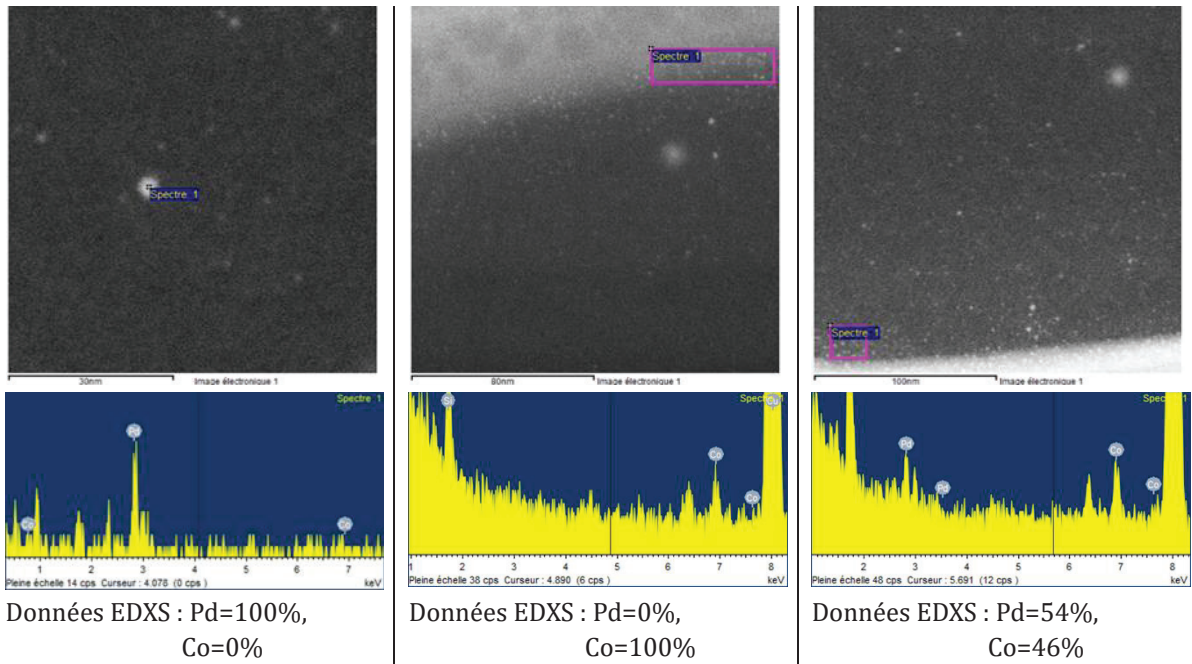 Spectre 1
Spectre 1
Spectre 1
30nm Image électronique 1
80nm Image électronique 1
100nm Image électronique 1
Spectre 1
Pd
Co
Co
1 2 3 4 5 6 7
Pleine échelle 14 cps Curseur : 4.078 (0 cps ) keV
Si
Co
Co
1 2 3 4 5 6 7 8
Pleine échelle 38 cps Curseur : 4.890 (6 cps ) keV
Pd
Pd
Co
Co
2 3 4 5 6 7 8
Pleine échelle 48 cps Curseur : 5.691 (12 cps ) keV
Données EDXS : Pd=100%,
Co=0%
Données EDXS : Pd=0%,
Co=100%
Données EDXS : Pd=54%,
Co=46%